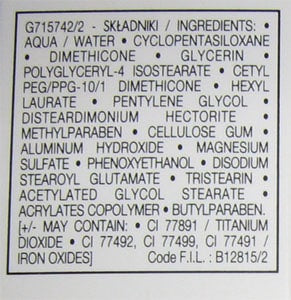 G715742/2 - SKŁADNIKI / INGREDIENTS: •
AQUA / WATER • CYCLOPENTASILOXANE
• DIMETHICONE • GLYCERIN
POLYGLYCERYL-4 ISOSTEARATE • CETYL
PEG/PPG-10/1 DIMETHICONE • HEXYL
LAURATE • PENTYLENE GLYCOL •
DISTEARDIMONIUM HECTORITE •
METHYLPARABEN • CELLULOSE GUM •
ALUMINUM HYDROXIDE • MAGNESIUM
SULFATE • PHENOXYETHANOL • DISODIUM
STEAROYL GLUTAMATE • TRISTEARIN •
ACETYLATED GLYCOL STEARATE •
ACRYLATES COPOLYMER • BUTYLPARABEN.
[+/- MAY CONTAIN: • CI 77891 / TITANIUM
DIOXIDE • CI 77492, CI 77499, CI 77491 /
IRON OXIDES] Code F.I.L. : B12815/2